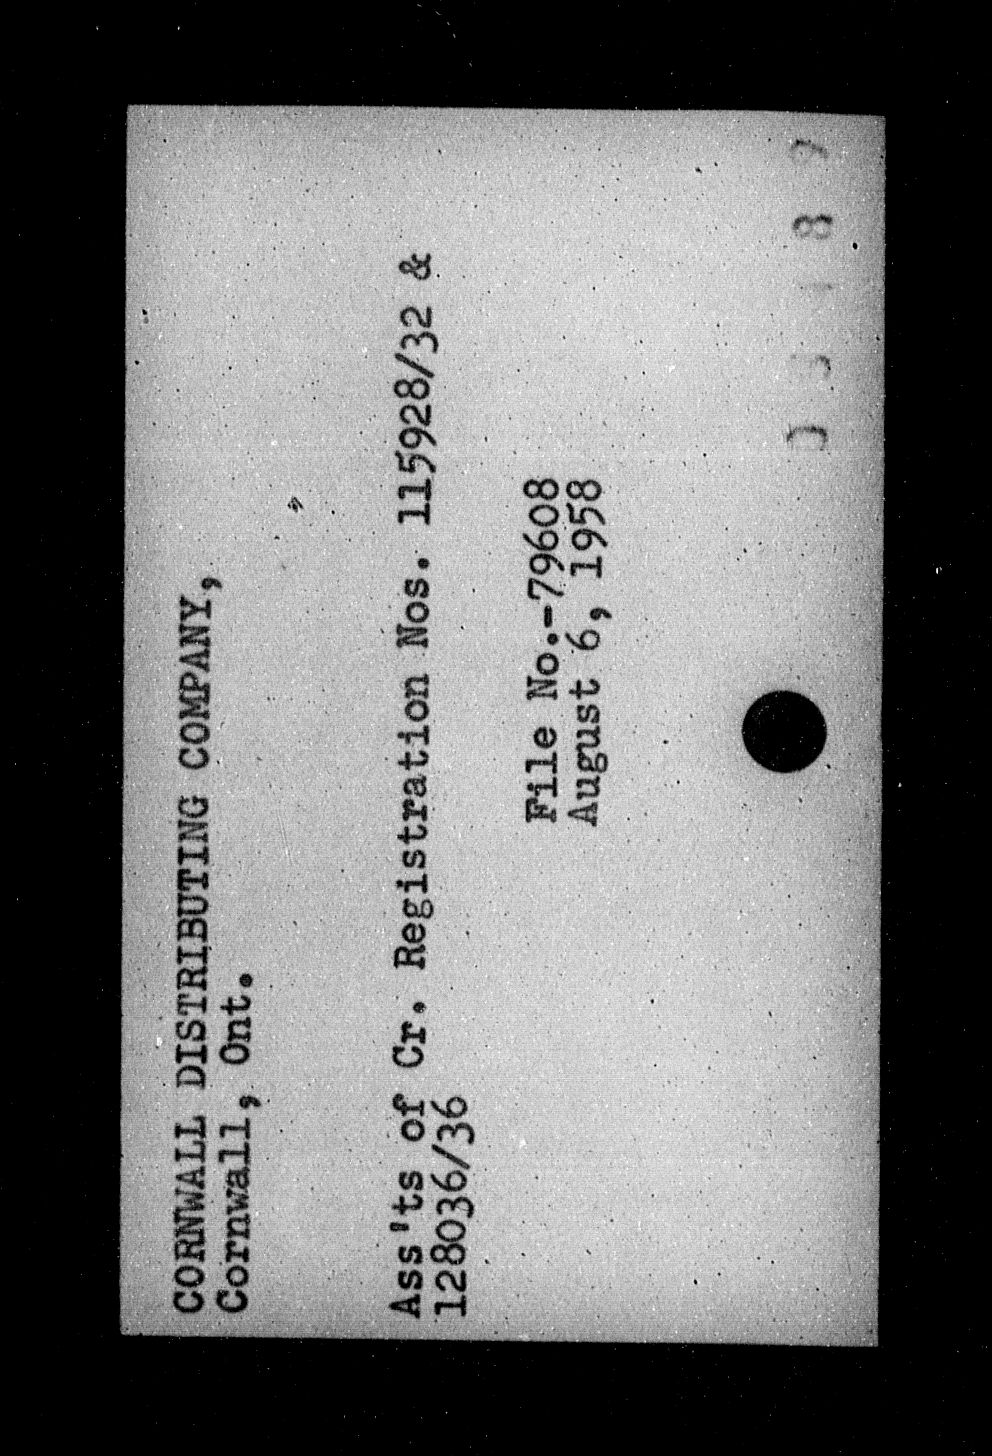 CORNWALL DISTRIBUTING COMPANY,
Cornwall, Ont.
Ass'ts of Cr. Registration Nos. 115928/32 &
128036/36
File No.-79608
August 6, 1958